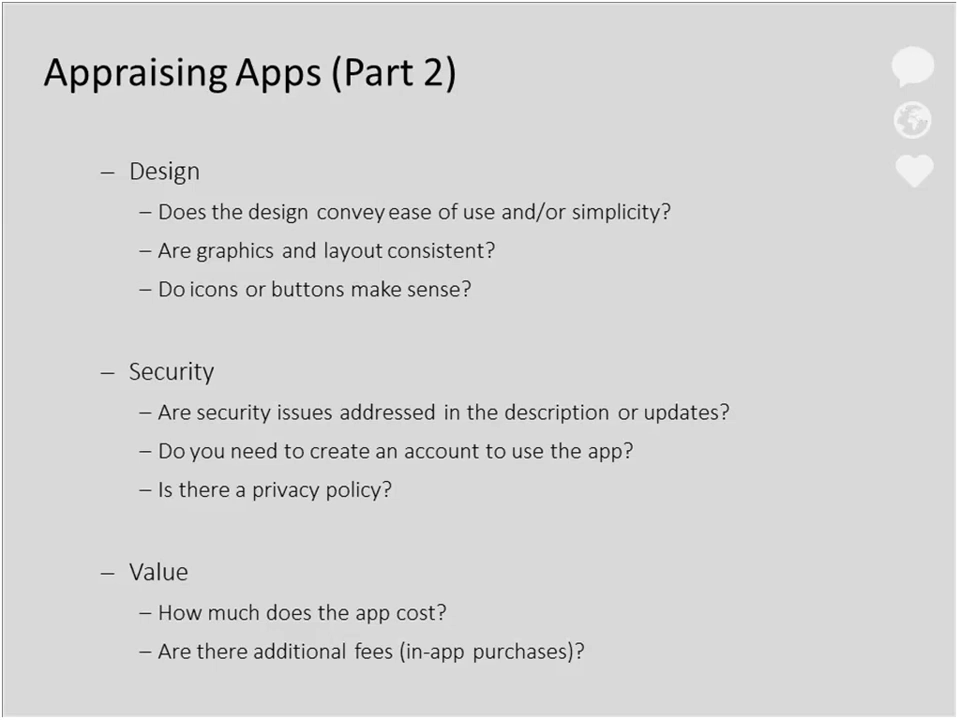 Appraising Apps (Part 2)
– Design
– Does the design convey ease of use and/or simplicity?
– Are graphics and layout consistent?
– Do icons or buttons make sense?
– Security
– Are security issues addressed in the description or updates?
– Do you need to create an account to use the app?
– Is there a privacy policy?
– Value
– How much does the app cost?
– Are there additional fees (in-app purchases)?